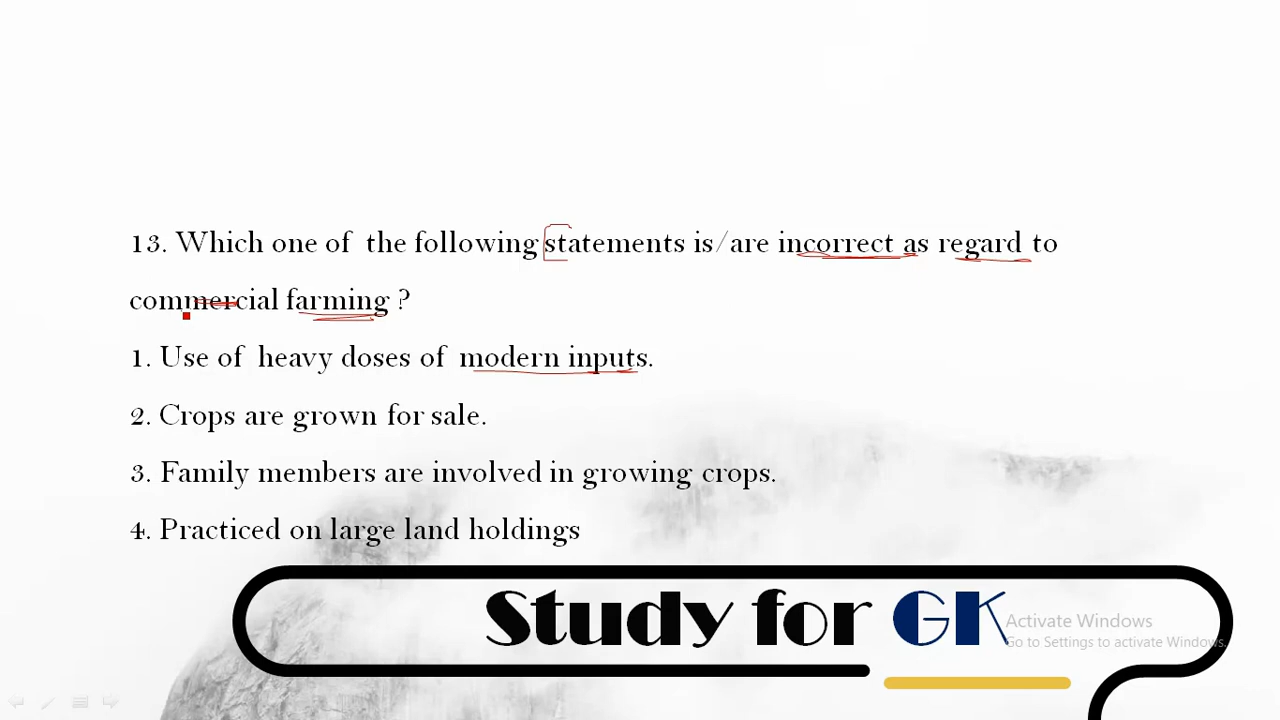 13. Which one of the following statements is/are incorrect as regard to
commercial farming ?
1. Use of heavy doses of modern inputs.
2. Crops are grown for sale.
3. Family members are involved in growing crops.
4. Practiced on large land holdings
Study for GK
Activate Windows
Go to Settings to activate Windows.